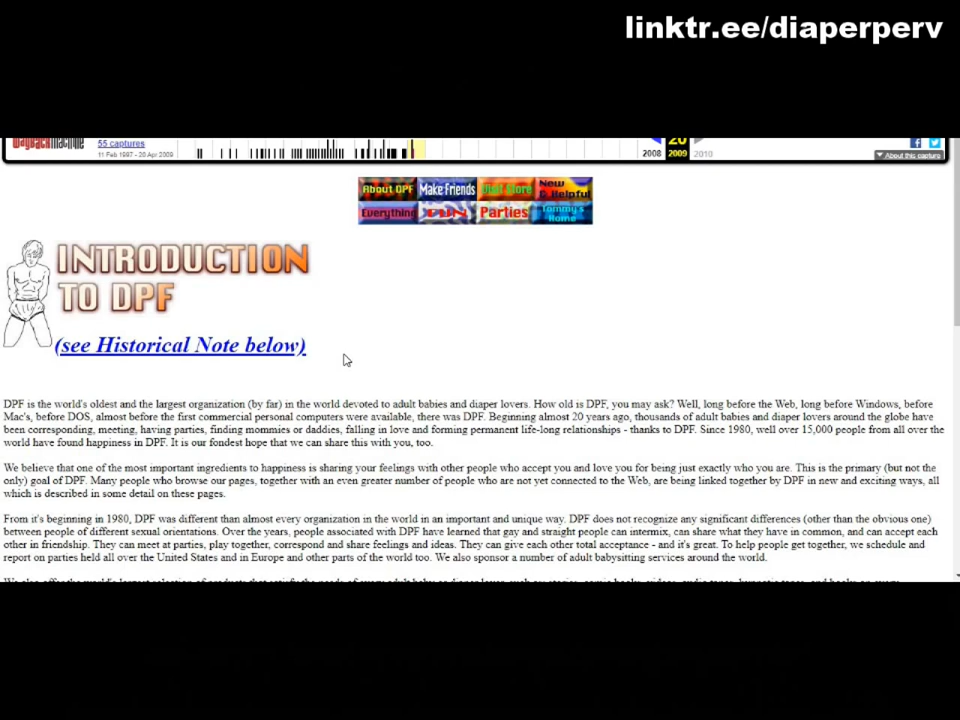 linktr.ee/diaperperv
WayBackMachine
55 captures
11 Feb 1987 - 20 Apr 2009
20
2008 2009 2010
About this capture
About DPF Make Friends Visit Store New & Helpful
Everything FUN Parties Tommy's Home
INTRODUCTION
TO DPF
(see Historical Note below)
DPF is the world's oldest and the largest organization (by far) in the world devoted to adult babies and diaper lovers. How old is DPF, you may ask? Well, long before the Web, long before Windows, before
Mac's, before DOS, almost before the first commercial personal computers were available, there was DPF. Beginning almost 20 years ago, thousands of adult babies and diaper lovers around the globe have
been corresponding, meeting, having parties, finding mommies or daddies, falling in love and forming permanent life-long relationships - thanks to DPF. Since 1980, well over 15,000 people from all over the
world have found happiness in DPF. It is our fondest hope that we can share this with you, too.
We believe that one of the most important ingredients to happiness is sharing your feelings with other people who accept you and love you for being just exactly who you are. This is the primary (but not the
only) goal of DPF. Many people who browse our pages, together with an even greater number of people who are not yet connected to the Web, are being linked together by DPF in new and exciting ways, all
which is described in some detail on these pages.
From it's beginning in 1980, DPF was different than almost every organization in the world in an important and unique way. DPF does not recognize any significant differences (other than the obvious one)
between people of different sexual orientations. Over the years, people associated with DPF have learned that gay and straight people can intermix, can share what they have in common, and can accept each
other in friendship. They can meet at parties, play together, correspond and share feelings and ideas. They can give each other total acceptance - and it's great. To help people get together, we schedule and
report on parties held all over the United States and in Europe and other parts of the world too. We also sponsor a number of adult babysitting services around the world.